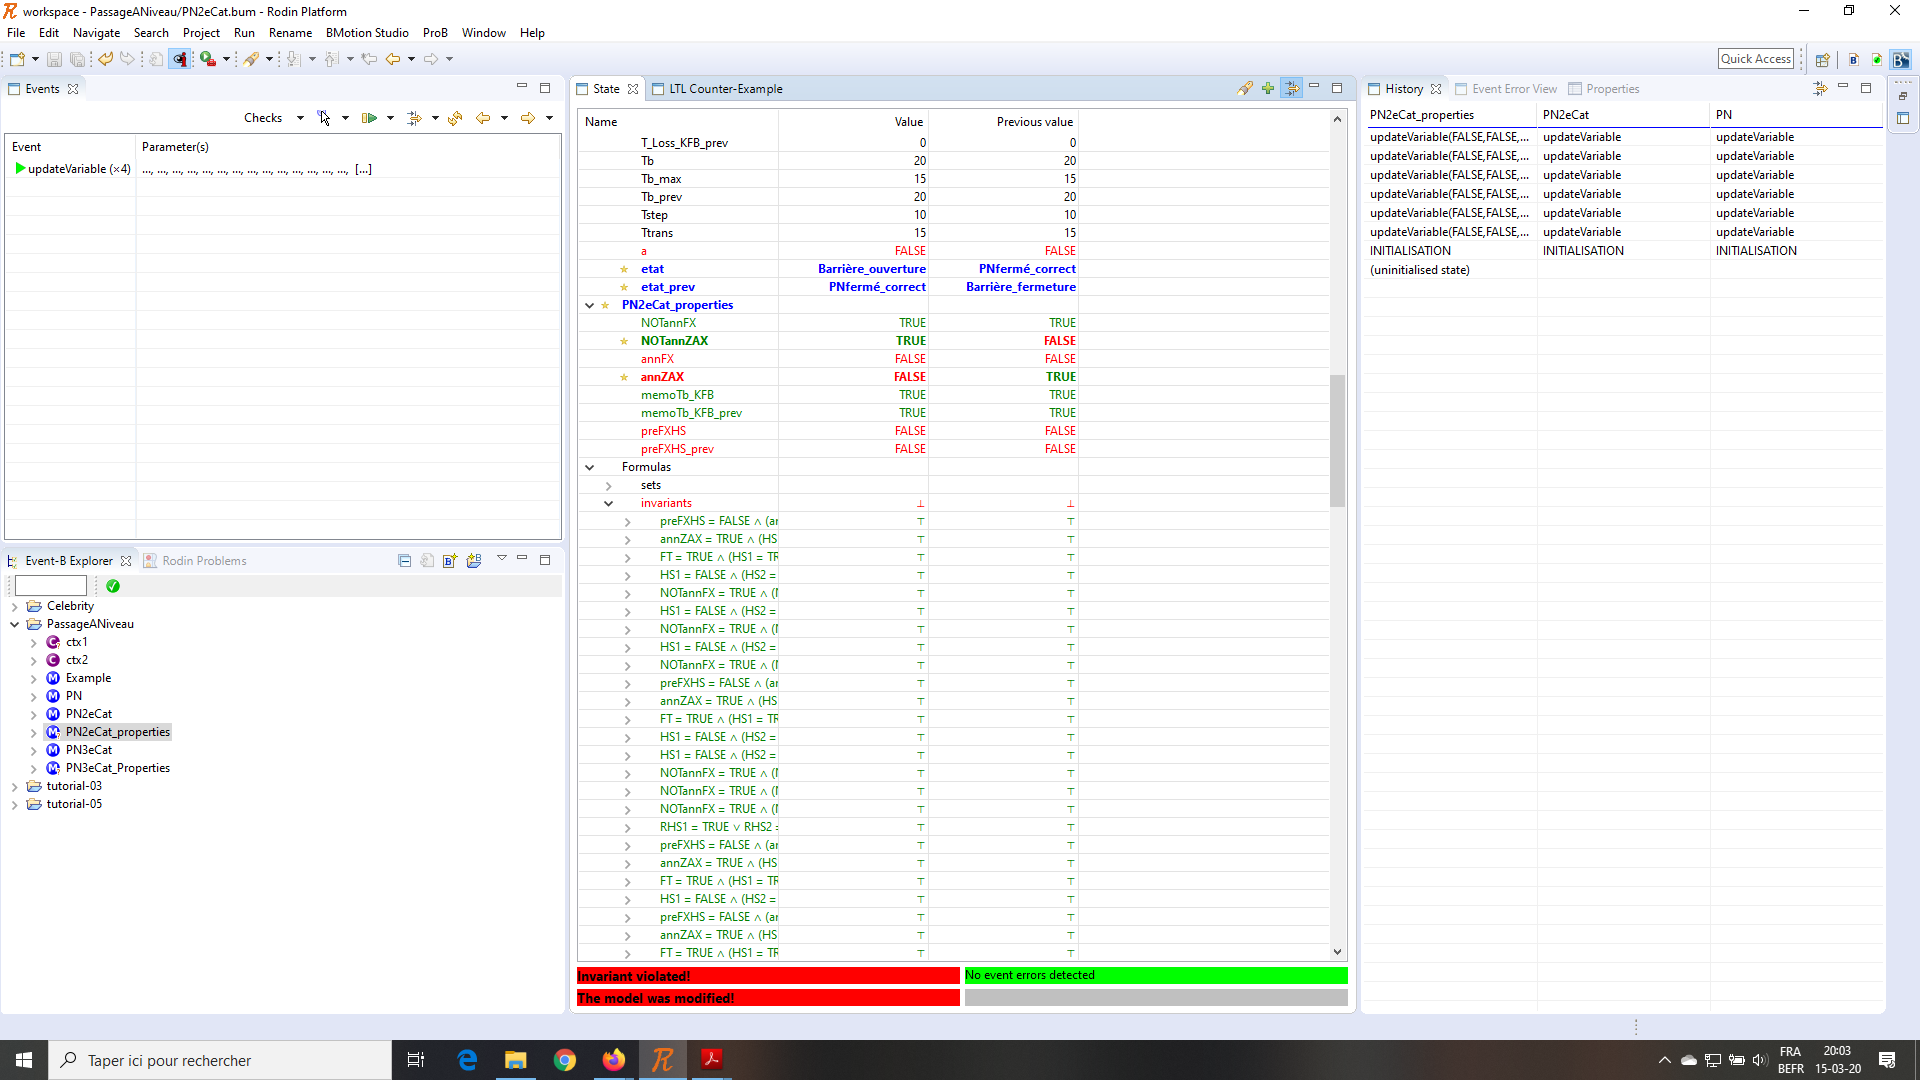 workspace - PassageANiveau/PN2eCat.bum - Rodin Platform
File Edit Navigate Search Project Run Rename BMotion Studio ProB Window Help
Quick Access
Events
Checks
Event Parameter(s)
updateVariable (×4) ..., ..., ..., ..., ..., ..., ..., ..., ..., ..., ..., ..., ..., ..., [...]
Event-B Explorer Rodin Problems
Celebrity
PassageANiveau
ctx1
ctx2
Example
PN
PN2eCat
PN2eCat_properties
PN3eCat
PN3eCat_Properties
tutorial-03
tutorial-05
State LTL Counter-Example
Name Value Previous value
T_Loss_KFB_prev 0 0
Tb 20 20
Tb_max 15 15
Tb_prev 20 20
Tstep 10 10
Ttrans 15 15
a FALSE FALSE
etat Barrière_ouverture PNfermé_correct
etat_prev PNfermé_correct Barrière_fermeture
PN2eCat_properties
NOTannFX TRUE TRUE
NOTannZAX TRUE FALSE
annFX FALSE FALSE
annZAX FALSE TRUE
memoTb_KFB TRUE TRUE
memoTb_KFB_prev TRUE TRUE
preFXHS FALSE FALSE
preFXHS_prev FALSE FALSE
Formulas
sets
invariants ⊥ ⊥
preFXHS = FALSE ∧ (ar ⊤ ⊤
annZAX = TRUE ∧ (HS ⊤ ⊤
FT = TRUE ∧ (HS1 = TR ⊤ ⊤
HS1 = FALSE ∧ (HS2 = ⊤ ⊤
NOTannFX = TRUE ∧ (N ⊤ ⊤
HS1 = FALSE ∧ (HS2 = ⊤ ⊤
NOTannFX = TRUE ∧ (N ⊤ ⊤
HS1 = FALSE ∧ (HS2 = ⊤ ⊤
NOTannFX = TRUE ∧ (N ⊤ ⊤
preFXHS = FALSE ∧ (ar ⊤ ⊤
annZAX = TRUE ∧ (HS ⊤ ⊤
FT = TRUE ∧ (HS1 = TR ⊤ ⊤
HS1 = FALSE ∧ (HS2 = ⊤ ⊤
HS1 = FALSE ∧ (HS2 = ⊤ ⊤
NOTannFX = TRUE ∧ (N ⊤ ⊤
NOTannFX = TRUE ∧ (N ⊤ ⊤
NOTannFX = TRUE ∧ (N ⊤ ⊤
RHS1 = TRUE ∨ RHS2 = ⊤ ⊤
preFXHS = FALSE ∧ (ar ⊤ ⊤
annZAX = TRUE ∧ (HS ⊤ ⊤
FT = TRUE ∧ (HS1 = TR ⊤ ⊤
HS1 = FALSE ∧ (HS2 = ⊤ ⊤
preFXHS = FALSE ∧ (ar ⊤ ⊤
annZAX = TRUE ∧ (HS ⊤ ⊤
FT = TRUE ∧ (HS1 = TR ⊤ ⊤
Invariant violated! No event errors detected
The model was modified!
History Event Error View Properties
PN2eCat_properties PN2eCat PN
updateVariable(FALSE,FALSE,... updateVariable updateVariable
updateVariable(FALSE,FALSE,... updateVariable updateVariable
updateVariable(FALSE,FALSE,... updateVariable updateVariable
updateVariable(FALSE,FALSE,... updateVariable updateVariable
updateVariable(FALSE,FALSE,... updateVariable updateVariable
updateVariable(FALSE,FALSE,... updateVariable updateVariable
INITIALISATION INITIALISATION INITIALISATION
(uninitialised state)
Taper ici pour rechercher
FRA 20:03
BEFR 15-03-20